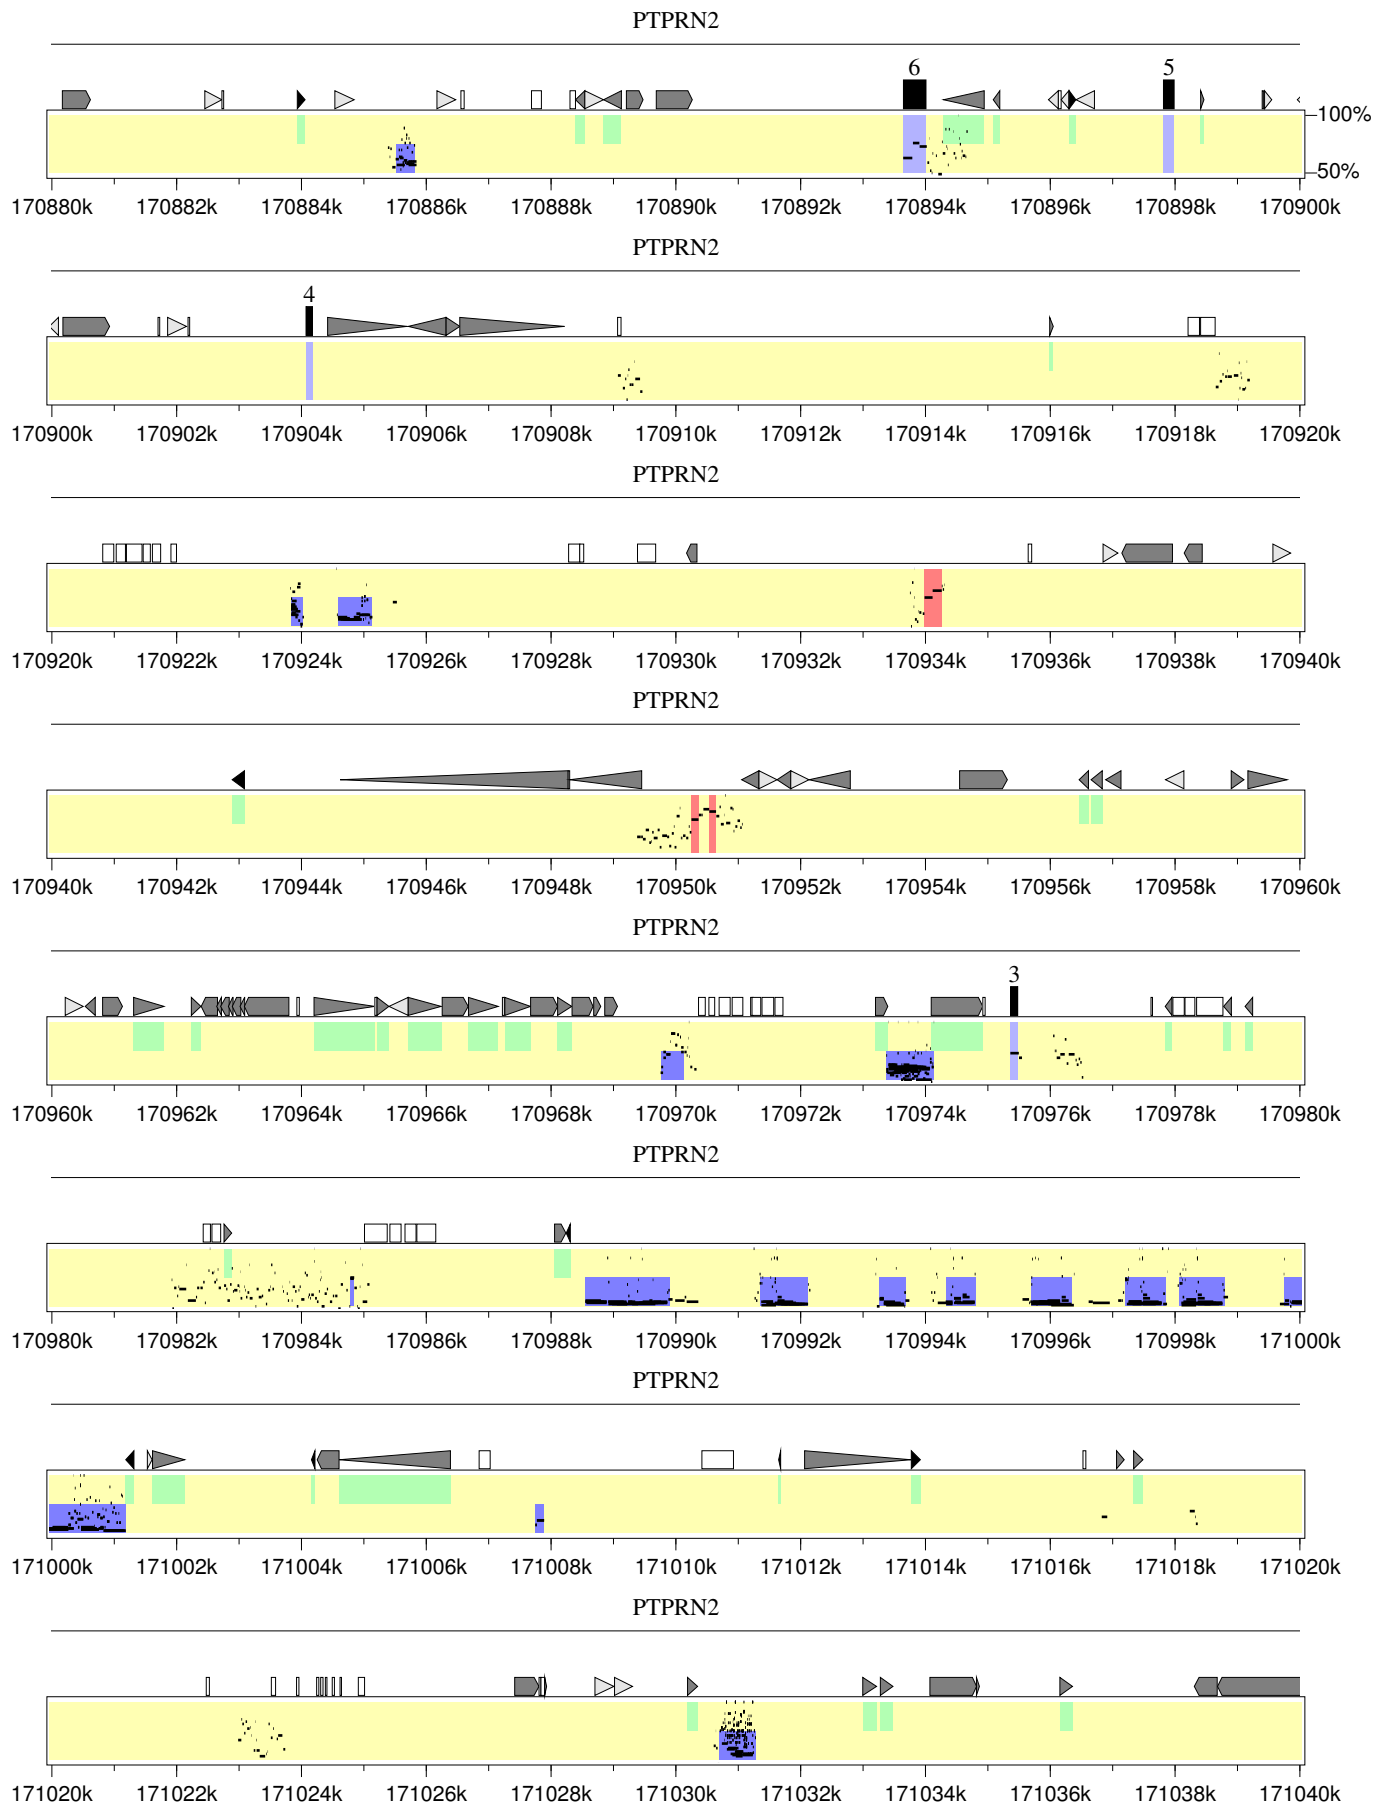 PTPRN2
6 5
100%
50%
170880k 170882k 170884k 170886k 170888k 170890k 170892k 170894k 170896k 170898k 170900k
PTPRN2
4
170900k 170902k 170904k 170906k 170908k 170910k 170912k 170914k 170916k 170918k 170920k
PTPRN2
170920k 170922k 170924k 170926k 170928k 170930k 170932k 170934k 170936k 170938k 170940k
PTPRN2
170940k 170942k 170944k 170946k 170948k 170950k 170952k 170954k 170956k 170958k 170960k
PTPRN2
3
170960k 170962k 170964k 170966k 170968k 170970k 170972k 170974k 170976k 170978k 170980k
PTPRN2
170980k 170982k 170984k 170986k 170988k 170990k 170992k 170994k 170996k 170998k 171000k
PTPRN2
171000k 171002k 171004k 171006k 171008k 171010k 171012k 171014k 171016k 171018k 171020k
PTPRN2
171020k 171022k 171024k 171026k 171028k 171030k 171032k 171034k 171036k 171038k 171040k